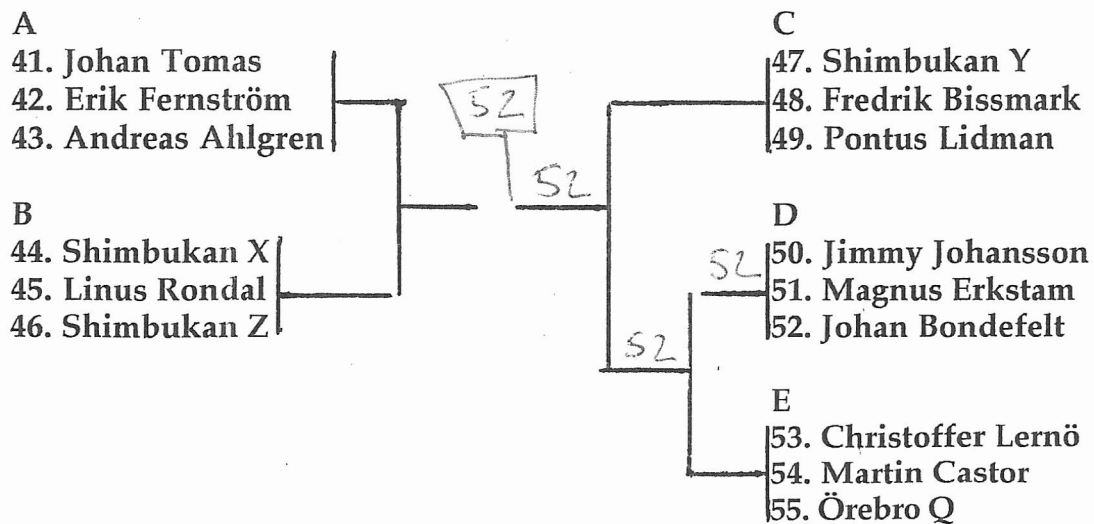 A
41. Johan Tomas
42. Erik Fernström
43. Andreas Ahlgren
B
44. Shimbukan X
45. Linus Rondal
46. Shimbukan Z
52
52
C
47. Shimbukan Y
48. Fredrik Bissmark
49. Pontus Lidman
D
52
50. Jimmy Johansson
51. Magnus Erkstam
52. Johan Bondefelt
52
E
53. Christoffer Lernö
54. Martin Castor
55. Örebro Q